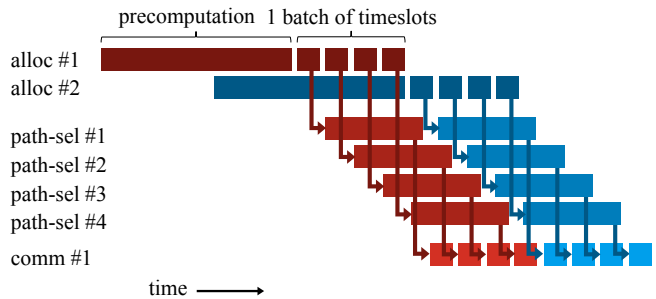 precomputation 1 batch of timeslots
alloc #1
alloc #2
path-sel #1
path-sel #2
path-sel #3
path-sel #4
comm #1
time